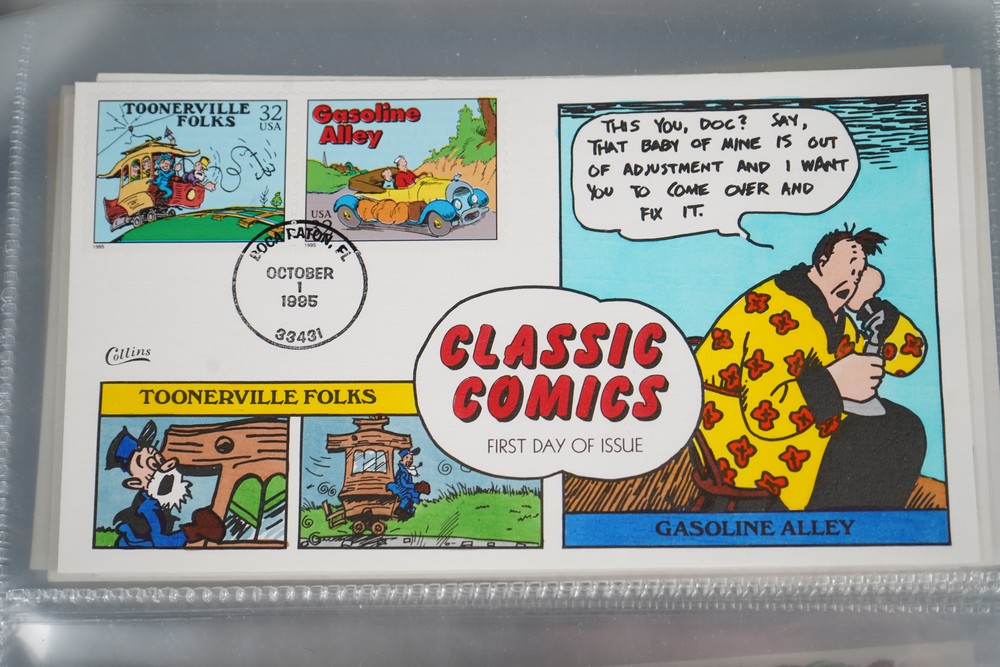 TOONERVILLE
FOLKS
32
USA
1995
Gasoline
Alley
USA
32
1995
BOCA RATON, FL
OCTOBER
1
1995
33431
Collins
THIS YOU, DOC? SAY,
THAT BABY OF MINE IS OUT
OF ADJUSTMENT AND I WANT
YOU TO COME OVER AND
FIX IT.
CLASSIC
COMICS
FIRST DAY OF ISSUE
TOONERVILLE FOLKS
GASOLINE ALLEY